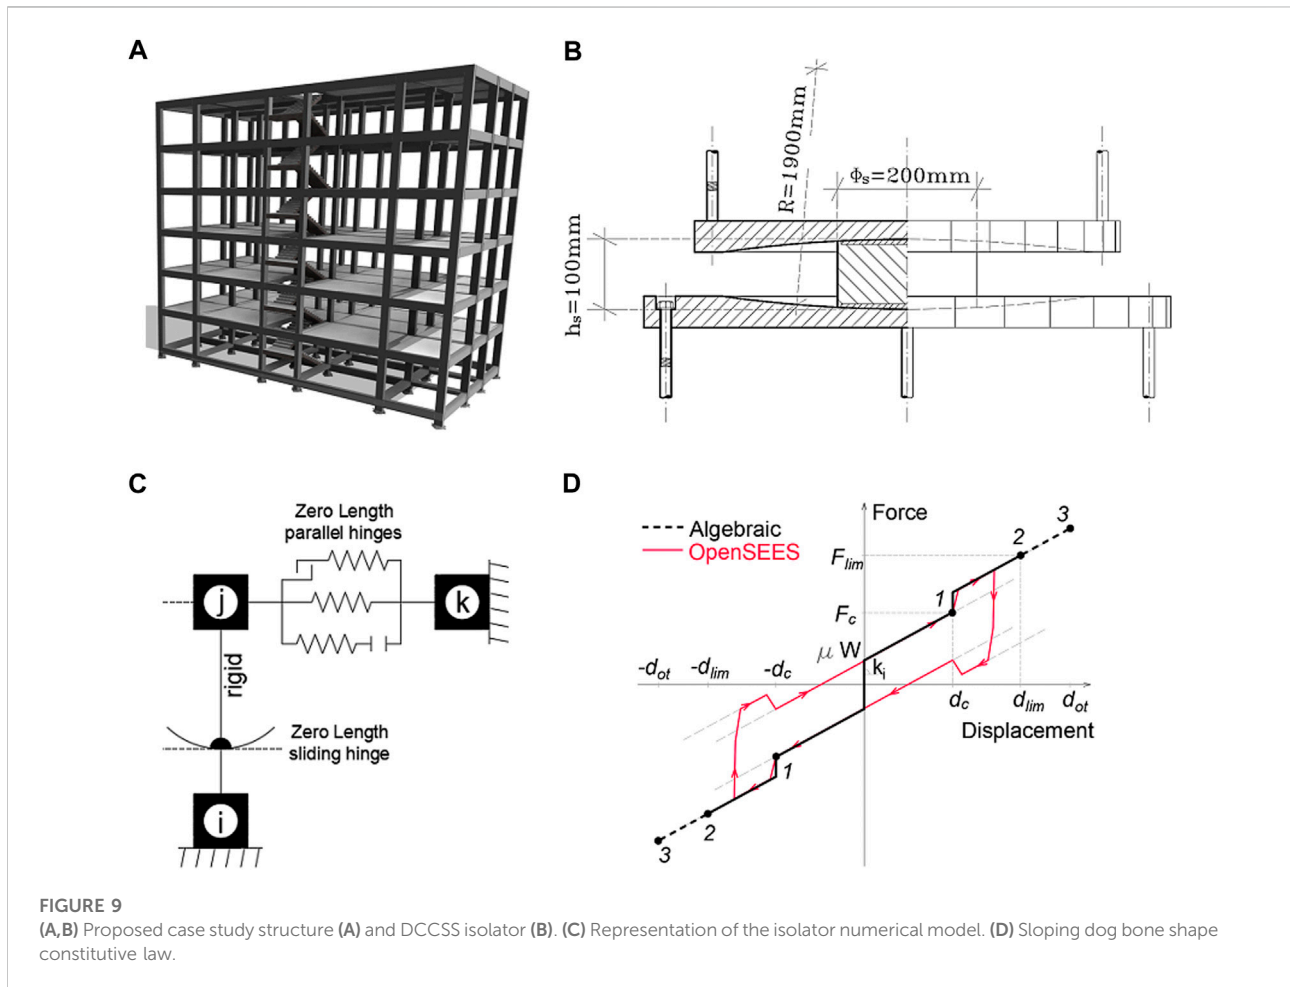 A
B
R=1900mm
Φs=200mm
hs=100mm
C
Zero Length
parallel hinges
j
k
rigid
Zero Length
sliding hinge
i
D
Force
3
Algebraic
2
OpenSEES
Flim
1
Fc
μ W
-dot
-dlim
-dc
ki
dc
dlim
dot
Displacement
1
2
3
FIGURE 9
(A,B) Proposed case study structure (A) and DCCSS isolator (B). (C) Representation of the isolator numerical model. (D) Sloping dog bone shape
constitutive law.